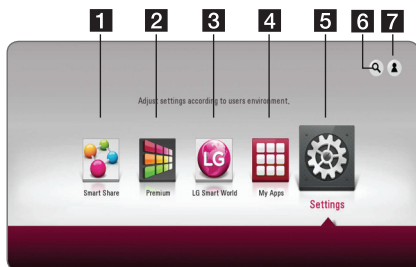 1 2 3 4 5 6 7
Adjust settings according to users environment.
LG
Smart Share Premium LG Smart World My Apps
Settings